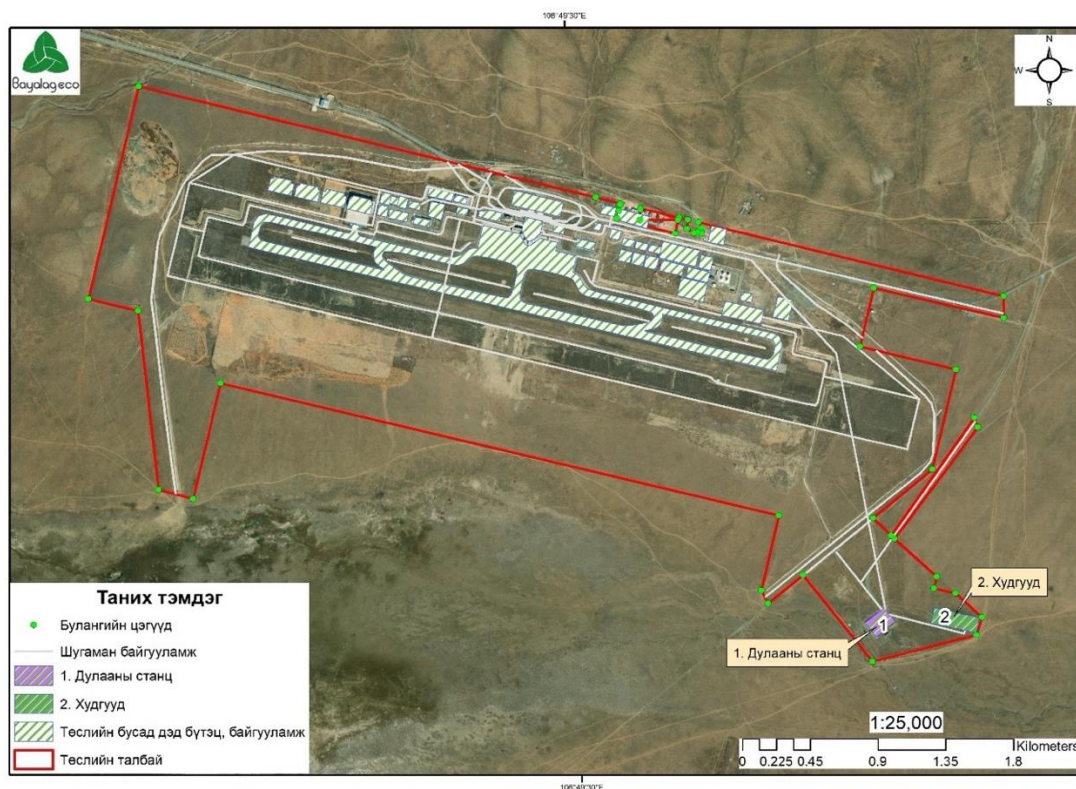 106°49'30"E
Bayalag eco
N
W
E
S
2. Худгууд
2
1
1. Дулааны станц
Таних тэмдэг
Булангийн цэгүүд
Шугаман байгууламж
1. Дулааны станц
2. Худгууд
Төслийн бусад дэд бүтэц, байгууламж
Төслийн талбай
1:25,000
Kilometers
0 0.225 0.45 0.9 1.35 1.8
106°49'30"E